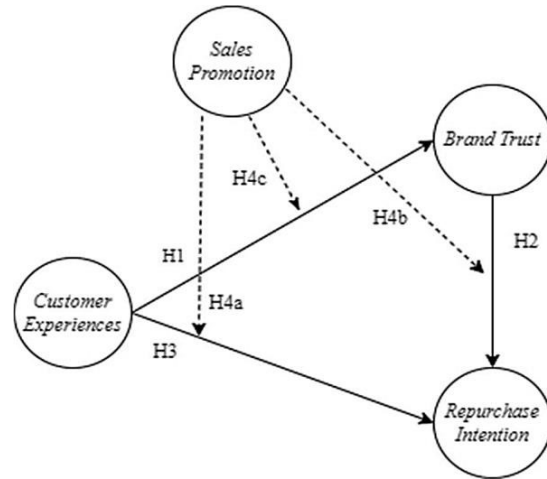 Sales
Promotion
Brand Trust
H4c
H4b
H2
H1
Customer
Experiences
H4a
H3
Repurchase
Intention